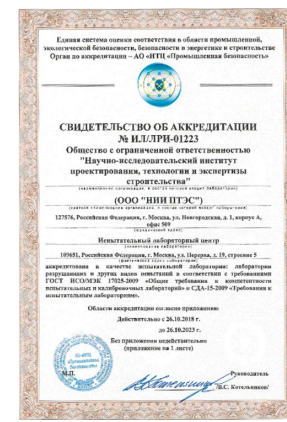 Единая система оценки соответствия в области промышленной,
экологической безопасности, безопасности в энергетике и строительстве
Орган по аккредитации – АО «НТЦ «Промышленная безопасность»
СВИДЕТЕЛЬСТВО ОБ АККРЕДИТАЦИИ
№ ИЛ/ЛРИ-01223
Общество с ограниченной ответственностью
"Научно-исследовательский институт
проектирования, технологии и экспертизы
строительства"
(ООО "НИИ ПТЭС")
127576, Российская Федерация, г. Москва, ул. Новгородская, д. 1, корпус А,
офис 509
Испытательный лабораторный центр
109651, Российская Федерация, г. Москва, ул. Перерва, д. 19, строение 5
аккредитована в качестве испытательной лаборатории: лаборатории
разрушающих и других видов испытаний в соответствии с требованиями
ГОСТ ИСО/МЭК 17025-2009 «Общие требования к компетентности
испытательных и калибровочных лабораторий» и СДА-15-2009 «Требования к
испытательным лабораториям».
Области аккредитации согласно приложению
Действительно с 26.10.2018 г.
до 26.10.2023 г.
Без приложения недействительно
(приложение на 1 листе)
М.П.
Руководитель
/В.С. Котельников/